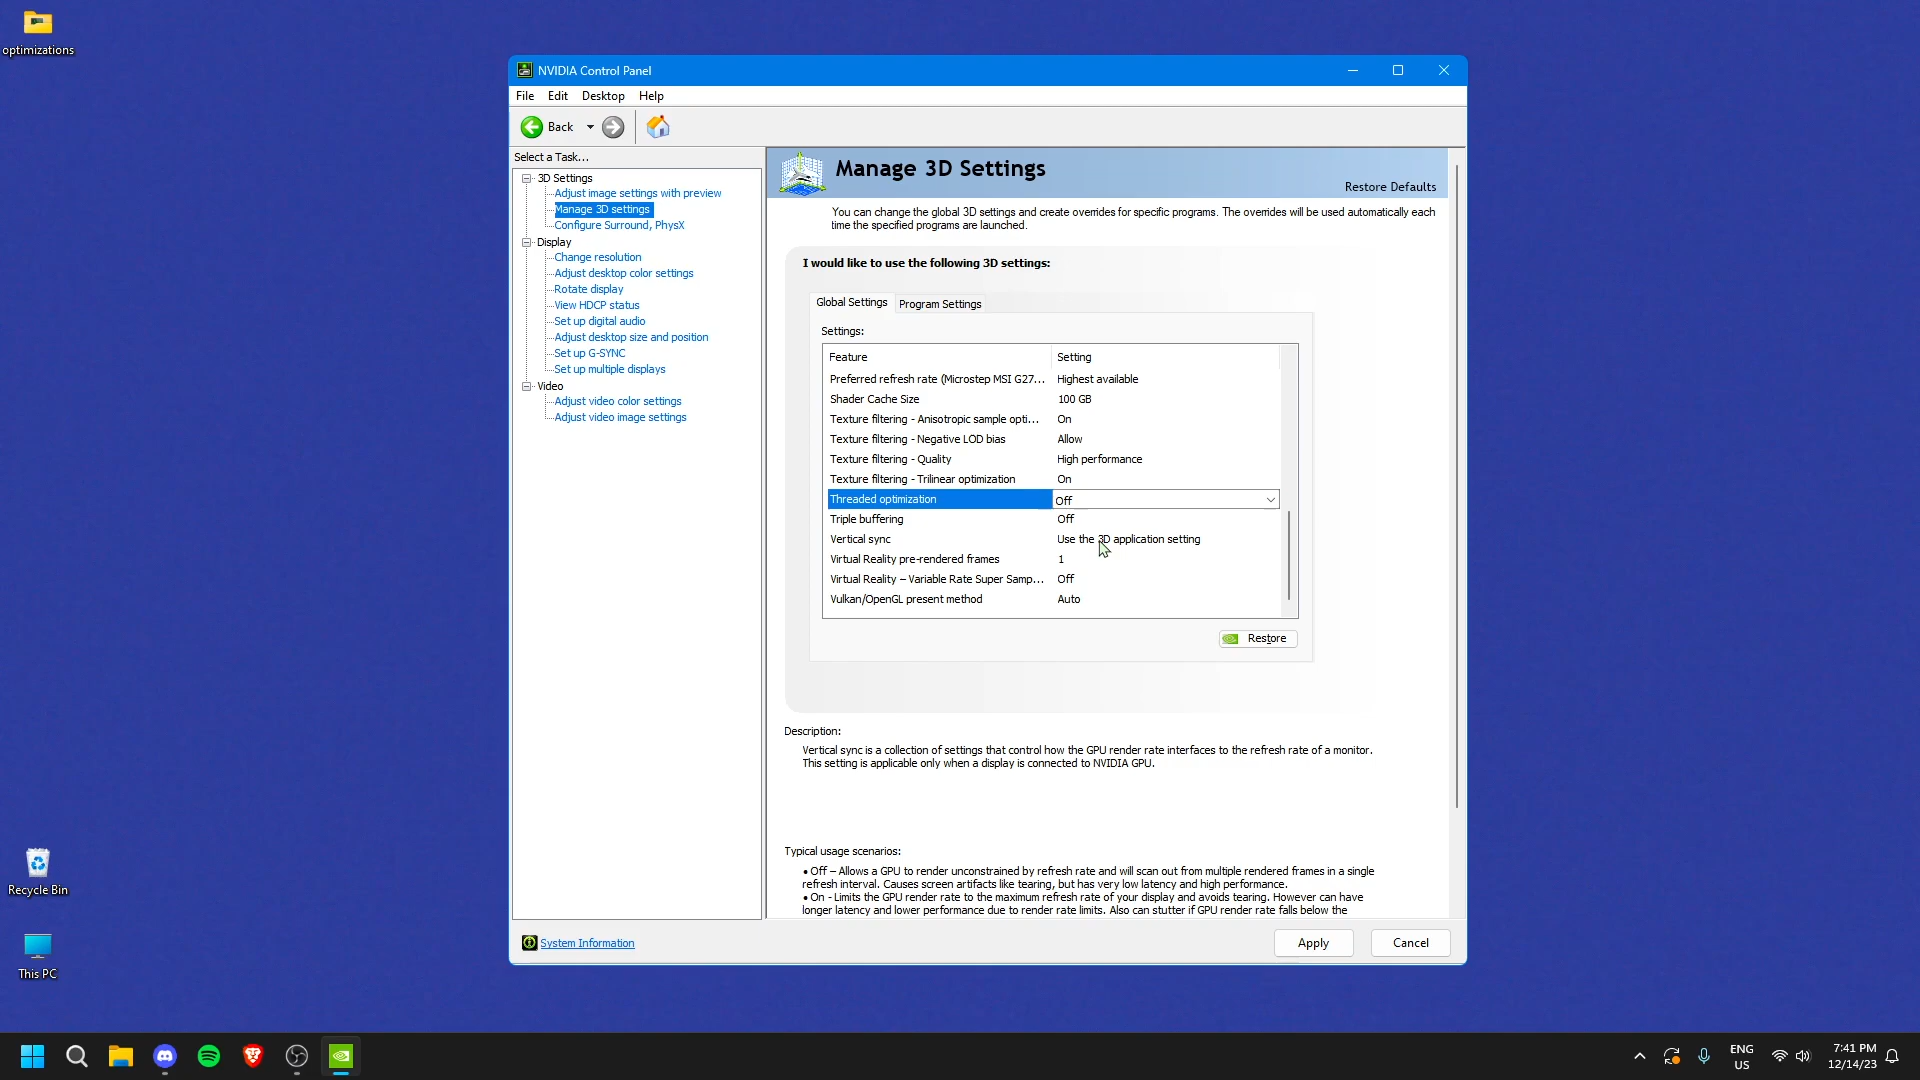 optimizations
NVIDIA Control Panel
File Edit Desktop Help
Back
Select a Task...
3D Settings
Adjust image settings with preview
Manage 3D settings
Configure Surround, PhysX
Display
Change resolution
Adjust desktop color settings
Rotate display
View HDCP status
Set up digital audio
Adjust desktop size and position
Set up G-SYNC
Set up multiple displays
Video
Adjust video color settings
Adjust video image settings
Manage 3D Settings
Restore Defaults
You can change the global 3D settings and create overrides for specific programs. The overrides will be used automatically each
time the specified programs are launched.
I would like to use the following 3D settings:
Global Settings Program Settings
Settings:
Feature Setting
Preferred refresh rate (Microstep MSI G27... Highest available
Shader Cache Size 100 GB
Texture filtering - Anisotropic sample opti... On
Texture filtering - Negative LOD bias Allow
Texture filtering - Quality High performance
Texture filtering - Trilinear optimization On
Threaded optimization Off
Triple buffering Off
Vertical sync Use the 3D application setting
Virtual Reality pre-rendered frames 1
Virtual Reality – Variable Rate Super Samp... Off
Vulkan/OpenGL present method Auto
Restore
Description:
Vertical sync is a collection of settings that control how the GPU render rate interfaces to the refresh rate of a monitor.
This setting is applicable only when a display is connected to NVIDIA GPU.
Typical usage scenarios:
• Off – Allows a GPU to render unconstrained by refresh rate and will scan out from multiple rendered frames in a single
refresh interval. Causes screen artifacts like tearing, but has very low latency and high performance.
• On - Limits the GPU render rate to the maximum refresh rate of your display and avoids tearing. However can have
longer latency and lower performance due to render rate limits. Also can stutter if GPU render rate falls below the
System Information
Apply Cancel
Recycle Bin
This PC
ENG
US
7:41 PM
12/14/23